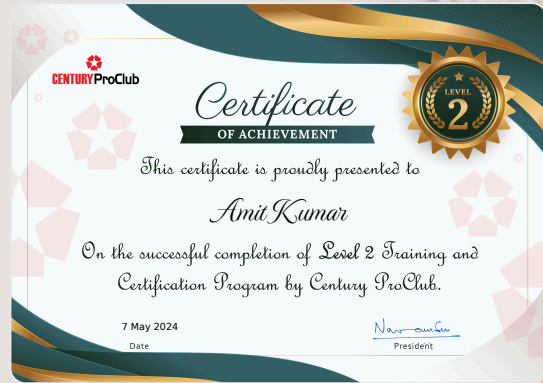 CENTURY ProClub
LEVEL
2
Certificate
OF ACHIEVEMENT
This certificate is proudly presented to
Amit Kumar
On the successful completion of Level 2 Training and
Certification Program by Century ProClub.
7 May 2024
Date
President